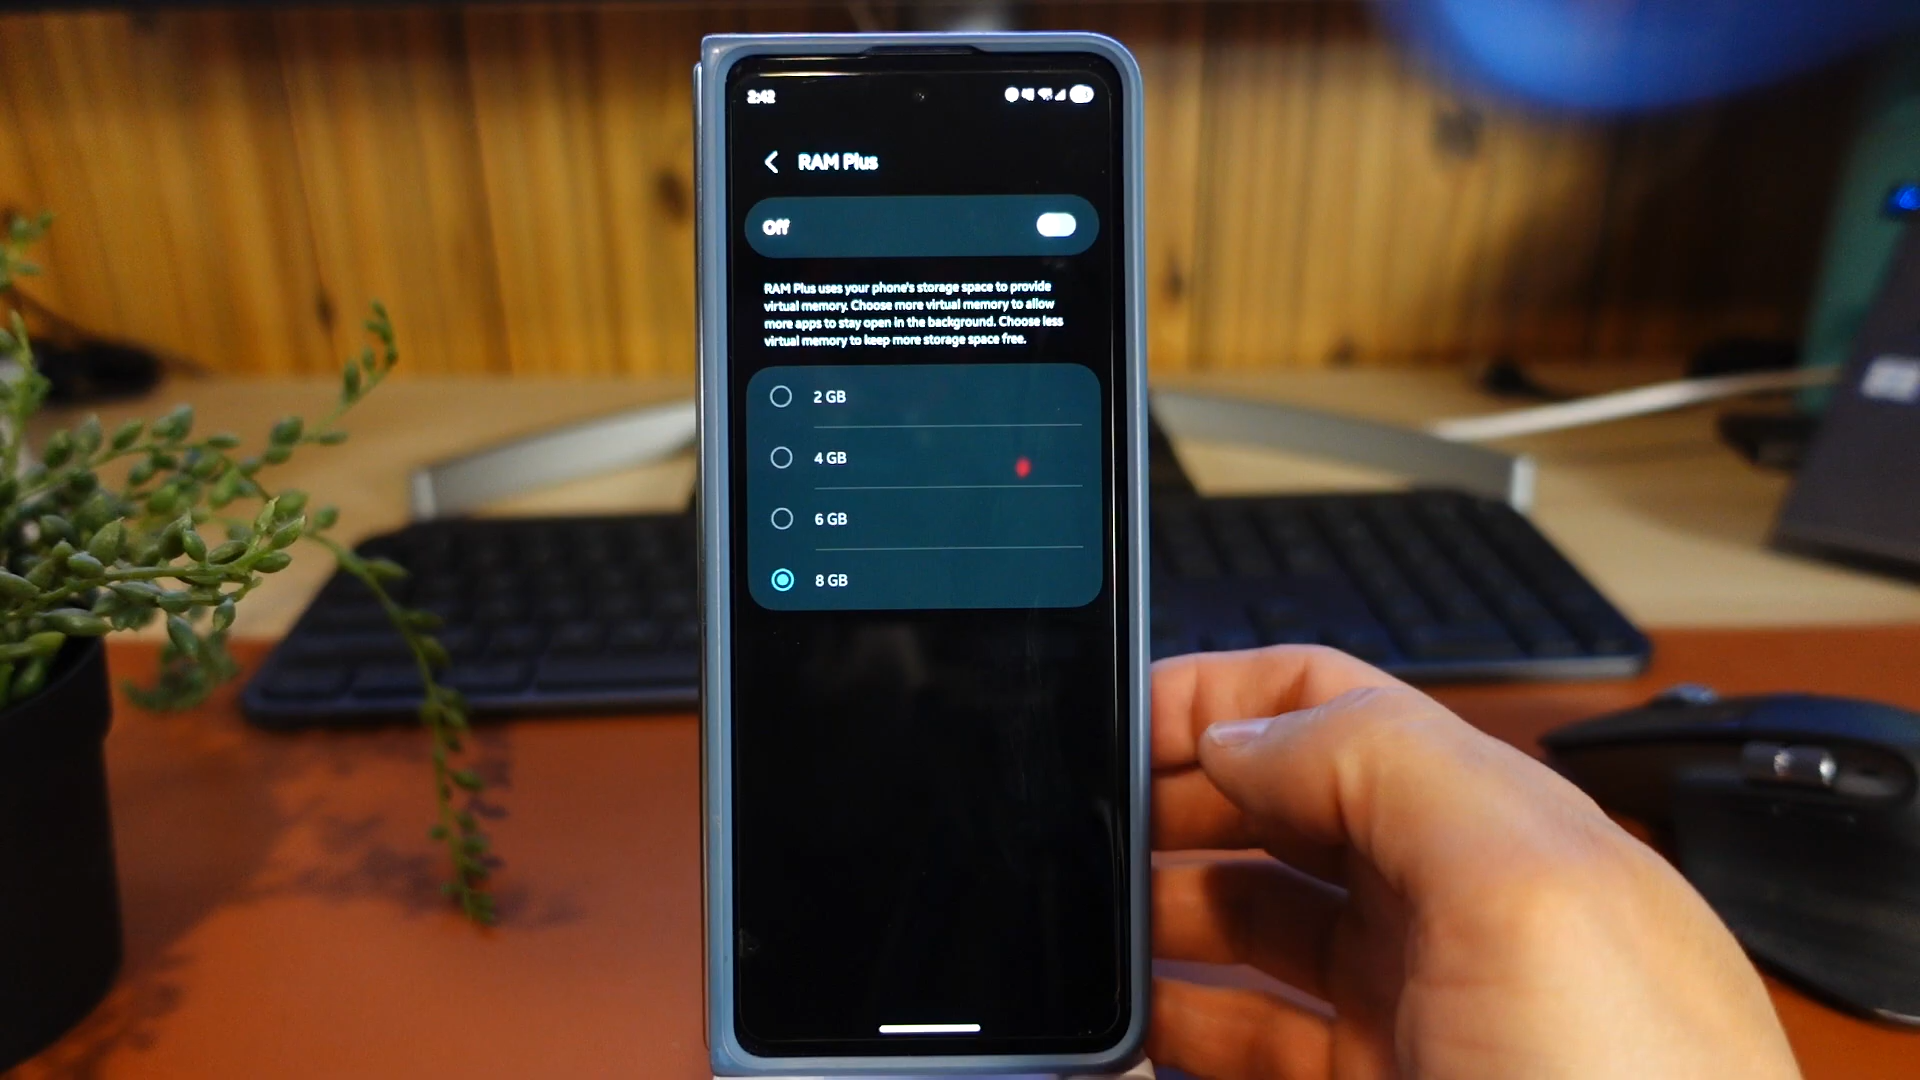 2:42
RAM Plus
Off
RAM Plus uses your phone's storage space to provide
virtual memory. Choose more virtual memory to allow
more apps to stay open in the background. Choose less
virtual memory to keep more storage space free.
2 GB
4 GB
6 GB
8 GB